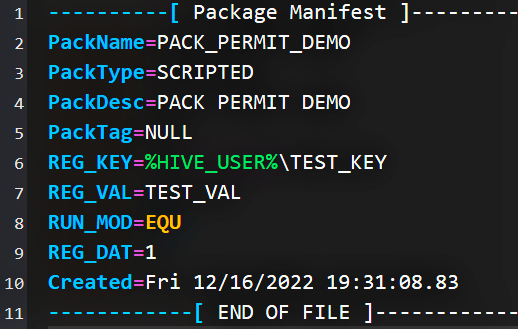 1 ----------[ Package Manifest ]---------
2 PackName=PACK_PERMIT_DEMO
3 PackType=SCRIPTED
4 PackDesc=PACK PERMIT DEMO
5 PackTag=NULL
6 REG_KEY=%HIVE_USER%\TEST_KEY
7 REG_VAL=TEST_VAL
8 RUN_MOD=EQU
9 REG_DAT=1
10 Created=Fri 12/16/2022 19:31:08.83
11 ------------[ END OF FILE ]------------